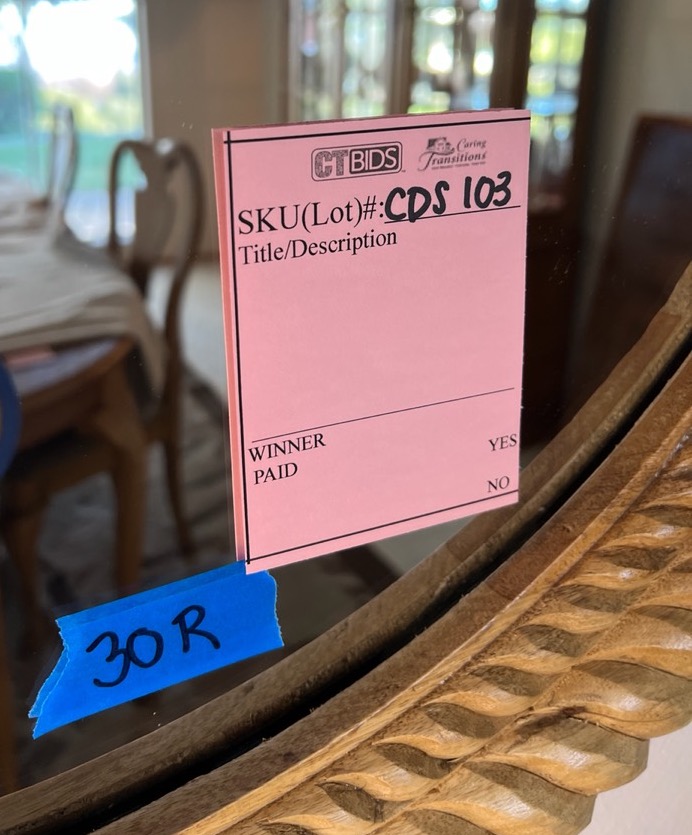 CTBIDS
Caring
Transitions
SKU(Lot)#:CDS 103
Title/Description
WINNER
YES
PAID
NO
30R